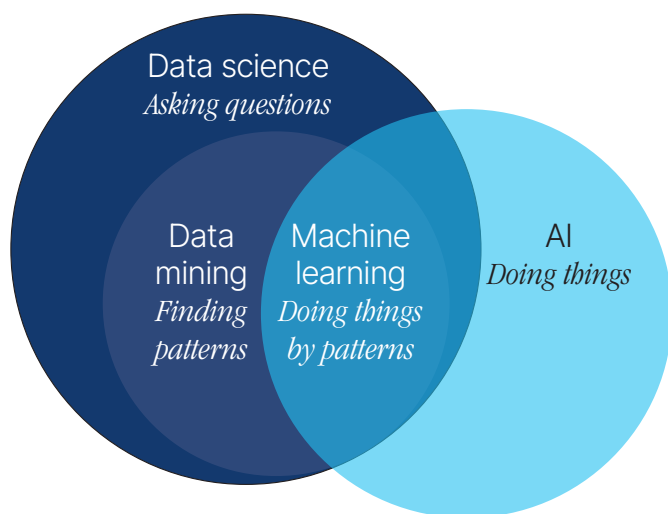 Data science
Asking questions
Data
mining
Finding
patterns
Machine
learning
Doing things
by patterns
AI
Doing things